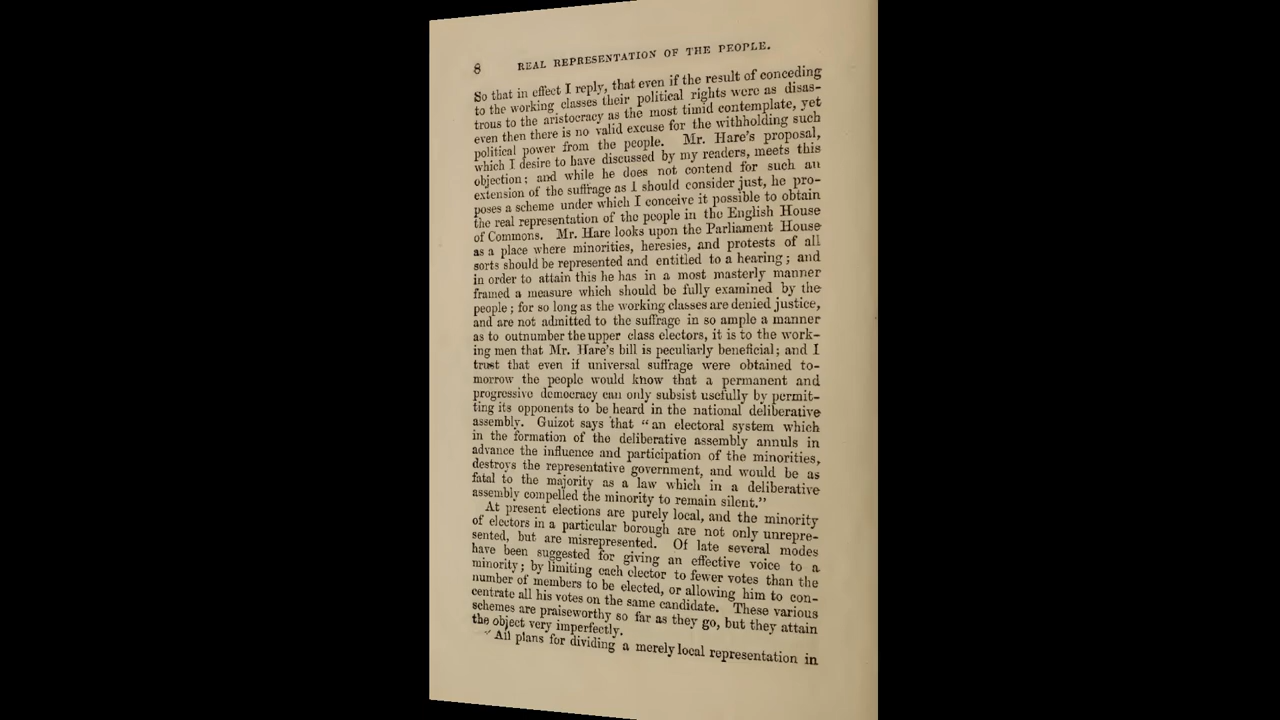 8 REAL REPRESENTATION OF THE PEOPLE.
So that in effect I reply, that even if the result of conceding
to the working classes their political rights were as disas-
trous to the aristocracy as the most timid contemplate, yet
even then there is no valid excuse for the withholding such
political power from the people. Mr. Hare's proposal,
which I desire to have discussed by my readers, meets this
objection; and while he does not contend for such an
extension of the suffrage as I should consider just, he pro-
poses a scheme under which I conceive it possible to obtain
the real representation of the people in the English House
of Commons. Mr. Hare looks upon the Parliament House
as a place where minorities, heresies, and protests of all
sorts should be represented and entitled to a hearing; and
in order to attain this he has in a most masterly manner
framed a measure which should be fully examined by the
people; for so long as the working classes are denied justice,
and are not admitted to the suffrage in so ample a manner
as to outnumber the upper class electors, it is to the work-
ing men that Mr. Hare's bill is peculiarly beneficial; and I
trust that even if universal suffrage were obtained to-
morrow the people would know that a permanent and
progressive democracy can only subsist usefully by permit-
ting its opponents to be heard in the national deliberative
assembly. Guizot says that "an electoral system which
in the formation of the deliberative assembly annuls in
advance the influence and participation of the minorities,
destroys the representative government, and would be as
fatal to the majority as a law which in a deliberative
assembly compelled the minority to remain silent."
At present elections are purely local, and the minority
of electors in a particular borough are not only unrepre-
sented, but are misrepresented. Of late several modes
have been suggested for giving an effective voice to a
minority; by limiting each elector to fewer votes than the
number of members to be elected, or allowing him to con-
centrate all his votes on the same candidate. These various
schemes are praiseworthy so far as they go, but they attain
the object very imperfectly.
All plans for dividing a merely local representation in